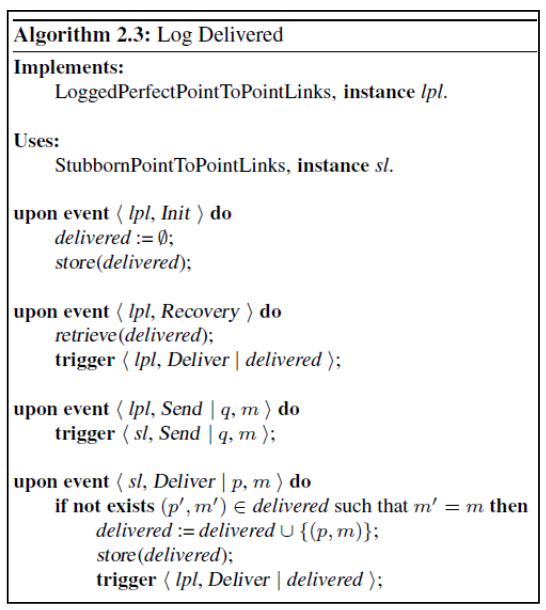 Algorithm 2.3: Log Delivered
Implements:
LoggedPerfectPointToPointLinks, instance lpl.
Uses:
StubbornPointToPointLinks, instance sl.
upon event ⟨ lpl, Init ⟩ do
delivered := ∅;
store(delivered);
upon event ⟨ lpl, Recovery ⟩ do
retrieve(delivered);
trigger ⟨ lpl, Deliver | delivered ⟩;
upon event ⟨ lpl, Send | q, m ⟩ do
trigger ⟨ sl, Send | q, m ⟩;
upon event ⟨ sl, Deliver | p, m ⟩ do
if not exists (p′, m′) ∈ delivered such that m′ = m then
delivered := delivered ∪ {(p, m)};
store(delivered);
trigger ⟨ lpl, Deliver | delivered ⟩;